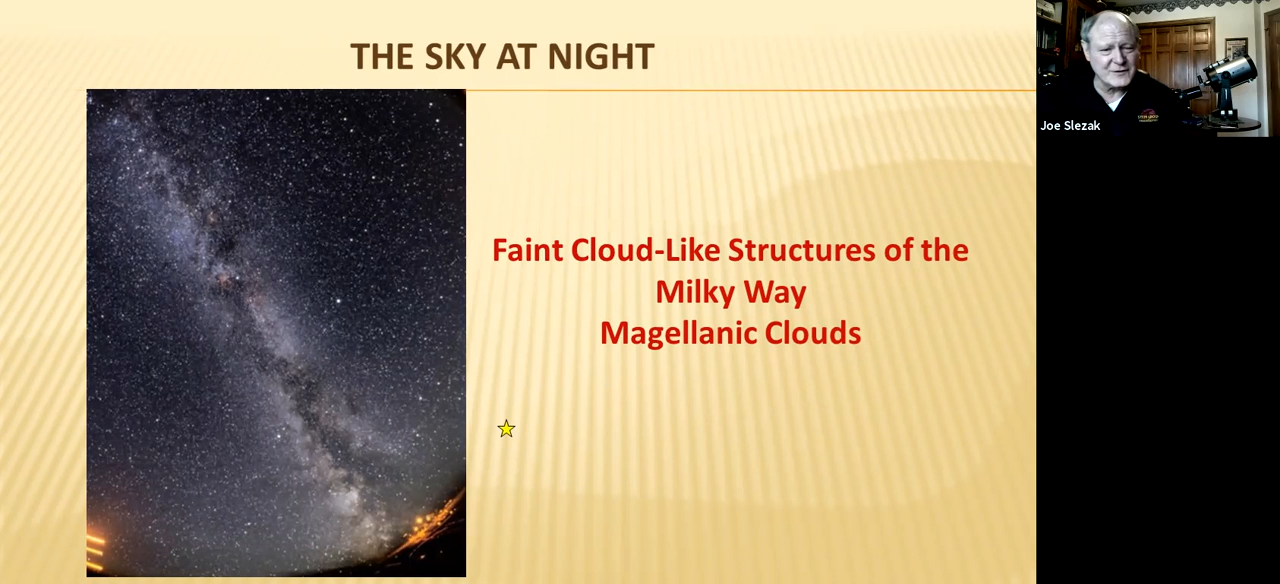 THE SKY AT NIGHT
Faint Cloud-Like Structures of the
Milky Way
Magellanic Clouds
Joe Slezak